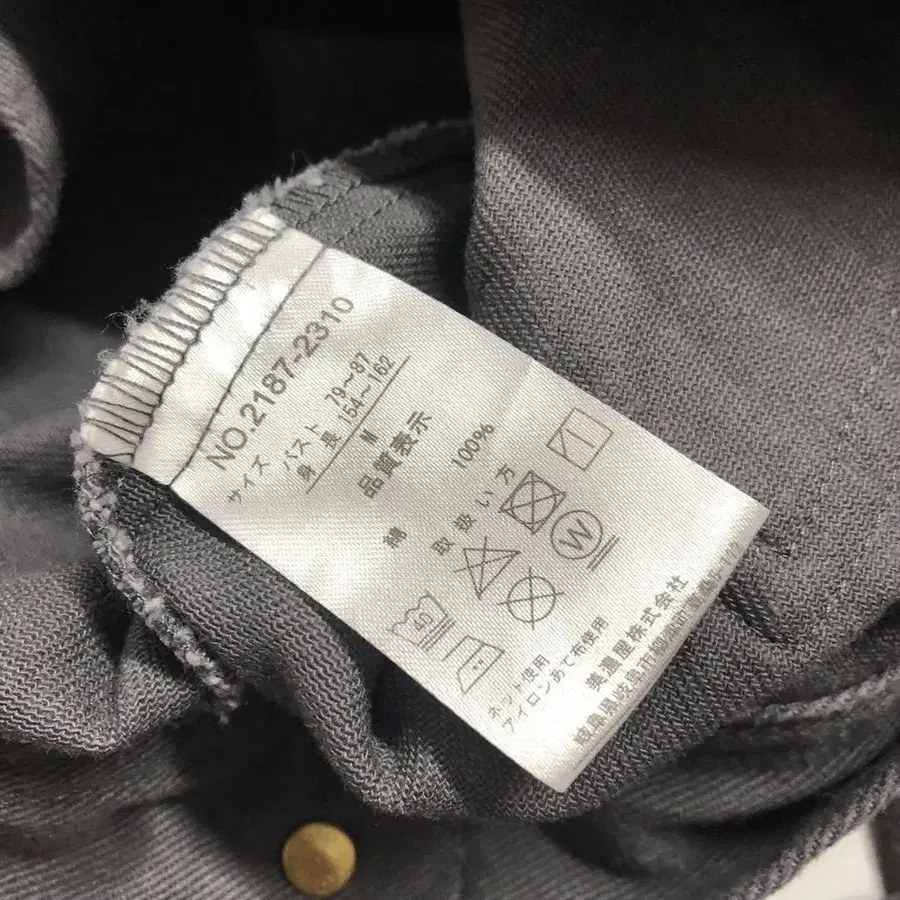 NO.2187-2310
サイズ
バスト 79～87
身長 154～162
M
品質表示
綿 100%
取扱い方
40
W
ネット使用
アイロンあて布使用
美濃屋株式会社
岐阜県岐阜市